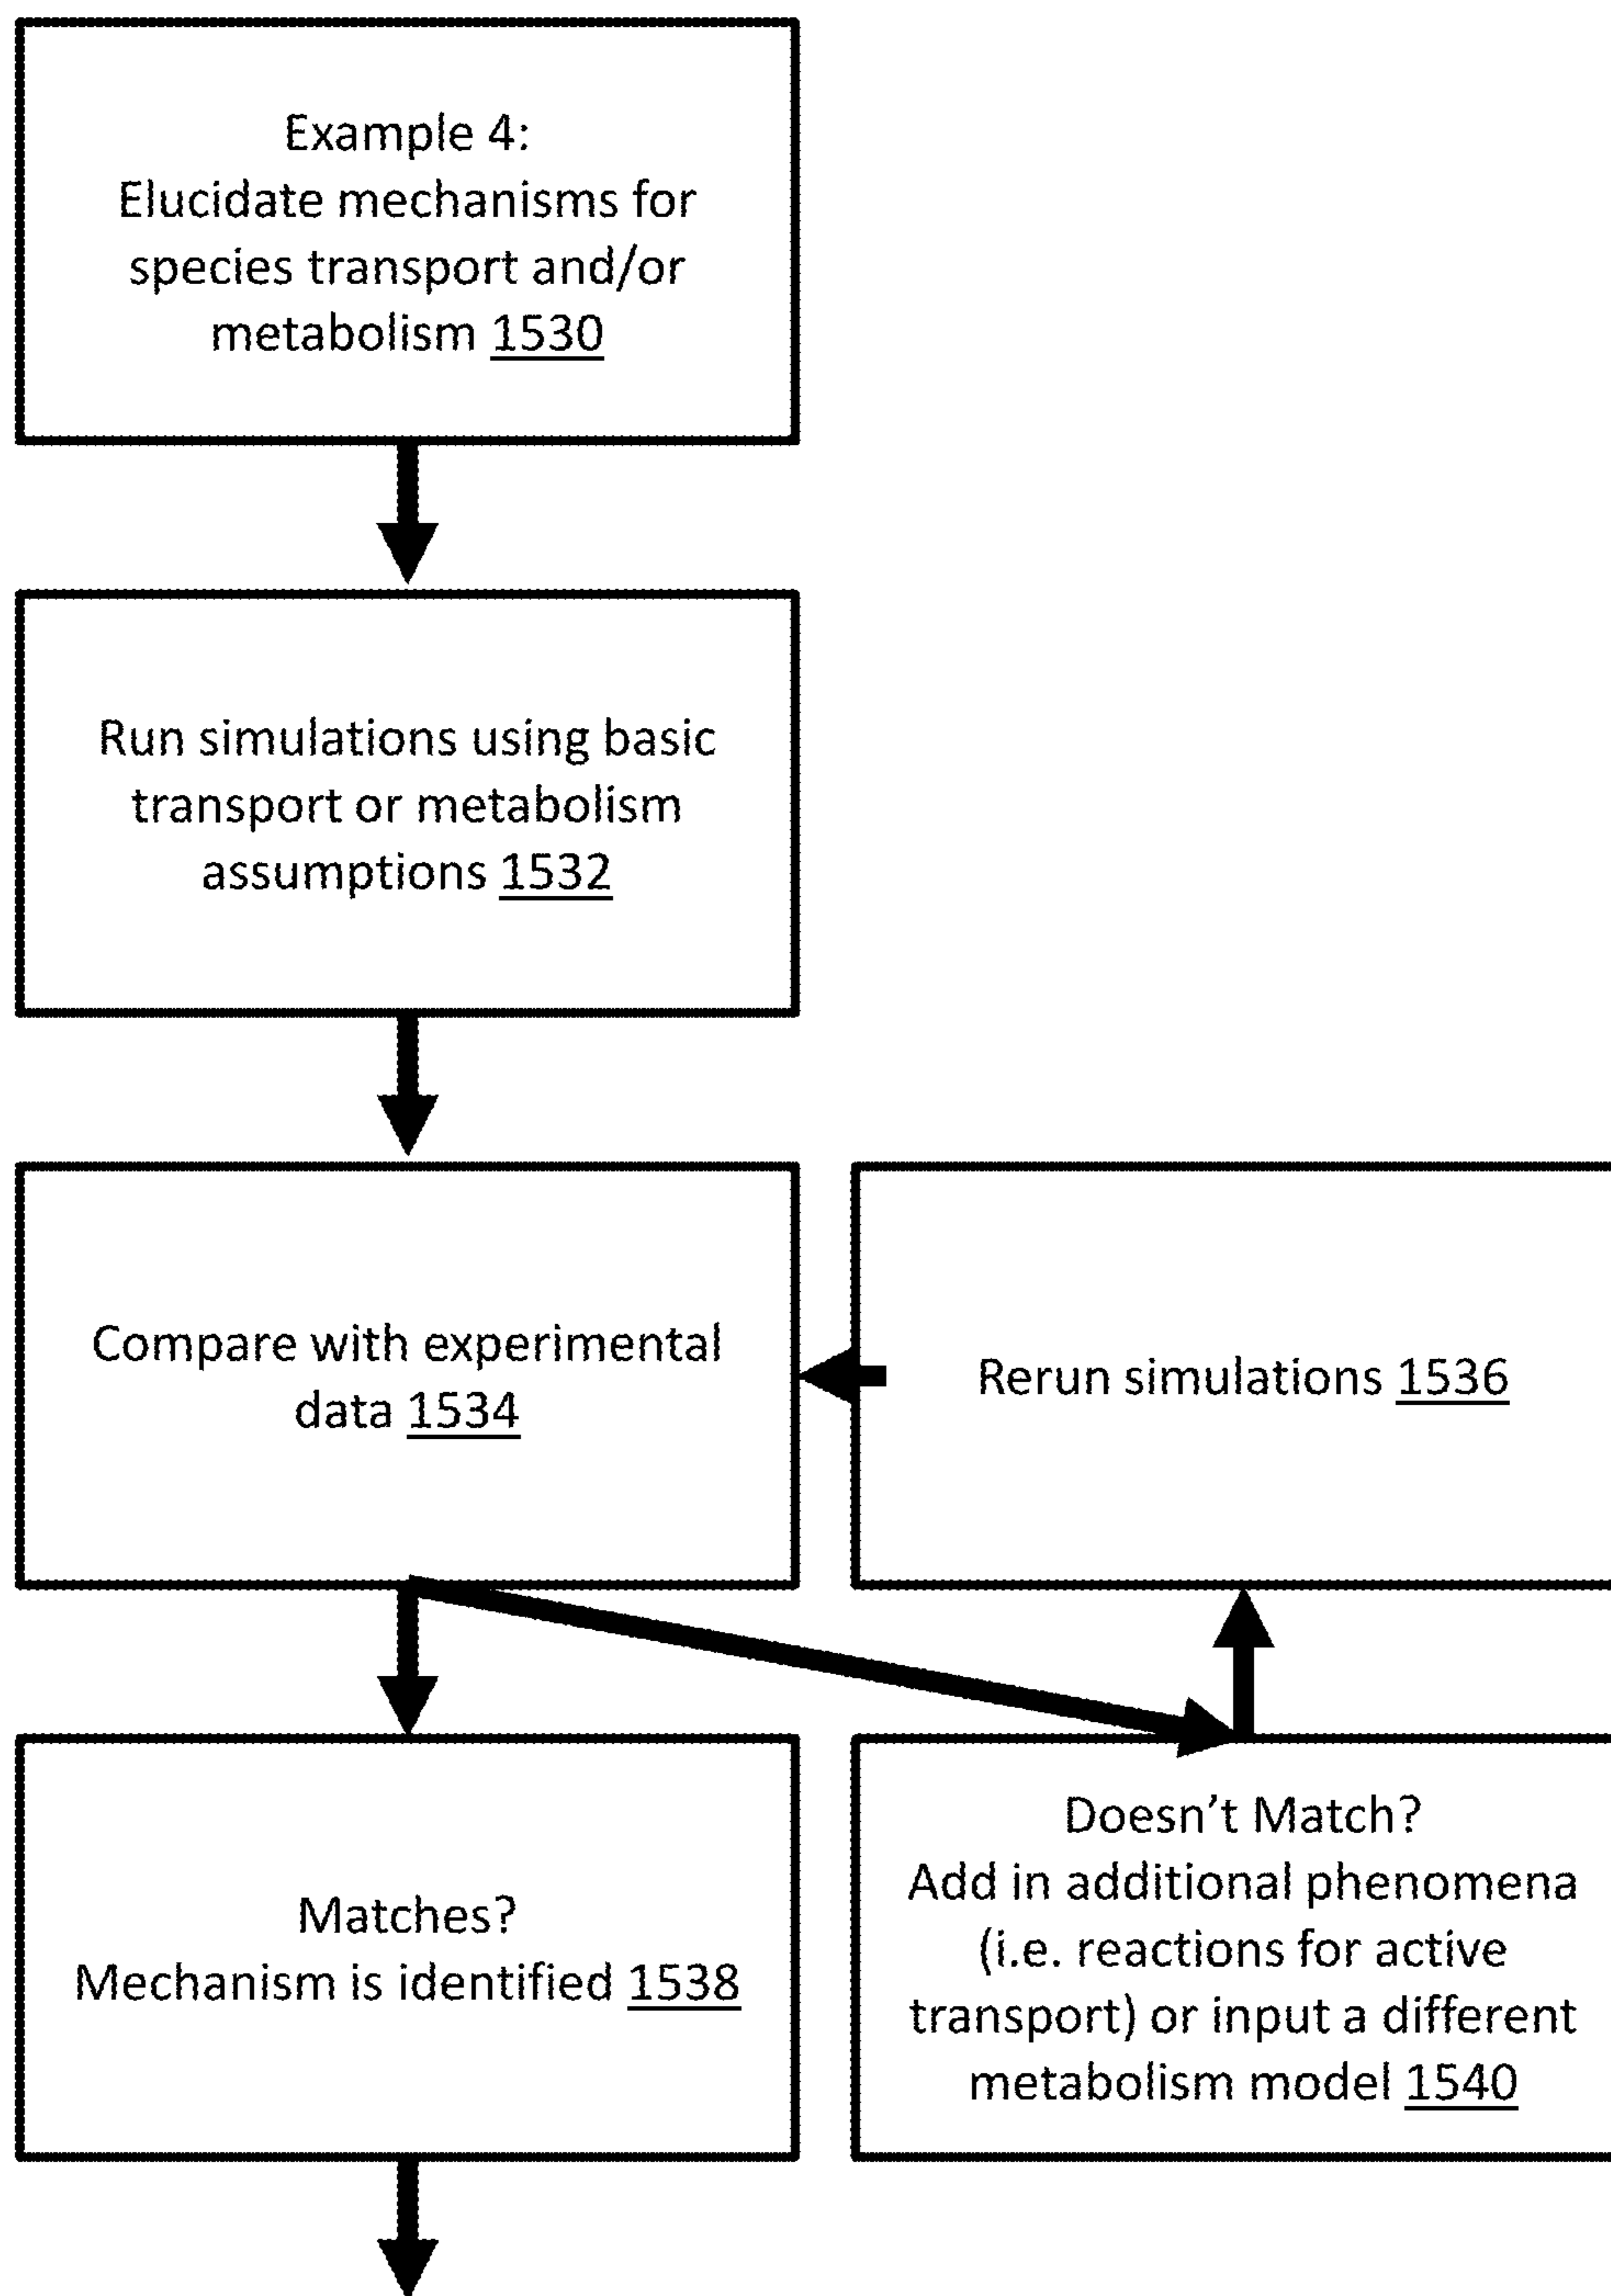 Example 4:
Elucidate mechanisms for
species transport and/or
metabolism 1530
Run simulations using basic
transport or metabolism
assumptions 1532
Compare with experimental
data 1534
Rerun simulations 1536
Matches?
Mechanism is identified 1538
Doesn’t Match?
Add in additional phenomena
(i.e. reactions for active
transport) or input a different
metabolism model 1540